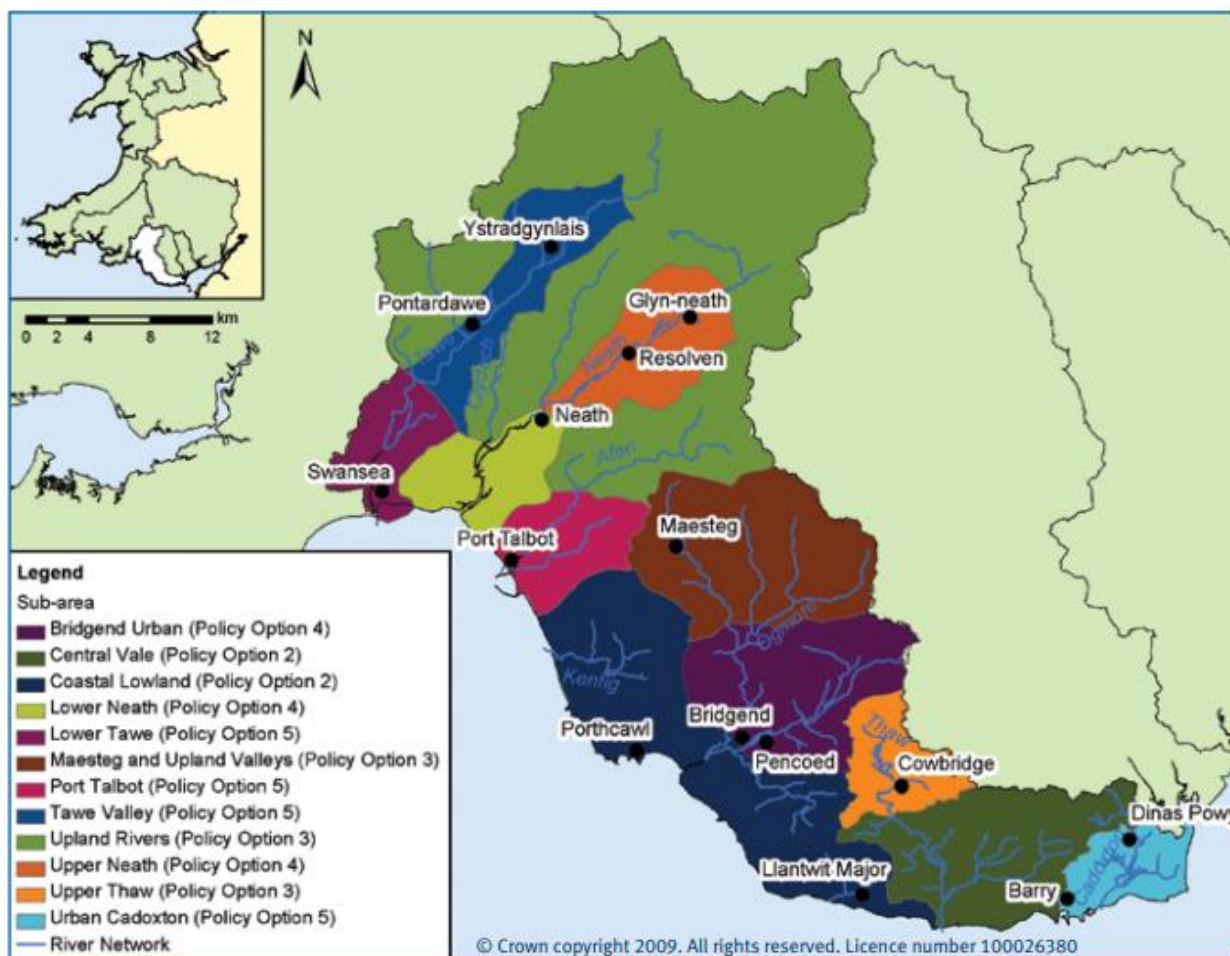 N
km
0 2 4 8 12
Ystradgynlais
Pontardawe
Tawe
Glyn-neath
Neath
Resolven
Neath
Afan
Swansea
Port Talbot
Maesteg
Ogmore
Kenfig
Bridgend
Porthcawl
Pencoed
Thaw
Cowbridge
Dinas Powy
Cadoxton
Llantwit Major
Barry
Legend
Sub-area
Bridgend Urban (Policy Option 4)
Central Vale (Policy Option 2)
Coastal Lowland (Policy Option 2)
Lower Neath (Policy Option 4)
Lower Tawe (Policy Option 5)
Maesteg and Upland Valleys (Policy Option 3)
Port Talbot (Policy Option 5)
Tawe Valley (Policy Option 5)
Upland Rivers (Policy Option 3)
Upper Neath (Policy Option 4)
Upper Thaw (Policy Option 3)
Urban Cadoxton (Policy Option 5)
River Network
© Crown copyright 2009. All rights reserved. Licence number 100026380